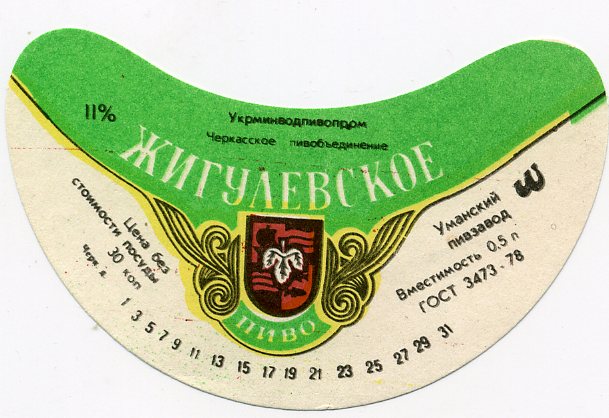 11%
Укрминводпивопром
Черкасское пивобъединение
ЖИГУЛЕВСКОЕ
ПИВО
Цена без
стоимости посуды
30 коп
Уманский
пивзавод
Вместимость 0,5 л
ГОСТ 3473-78
1 3 5 7 9 11 13 15 17 19 21 23 25 27 29 31